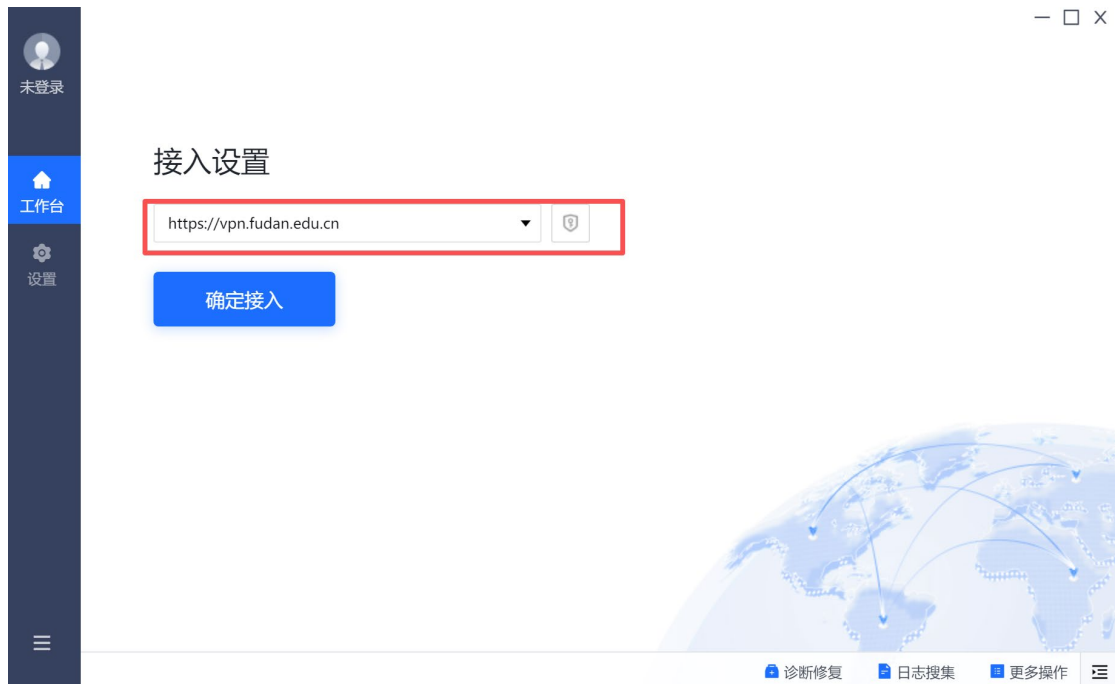 未登录
工作台
设置
接入设置
https://vpn.fudan.edu.cn
确定接入
诊断修复
日志搜集
更多操作